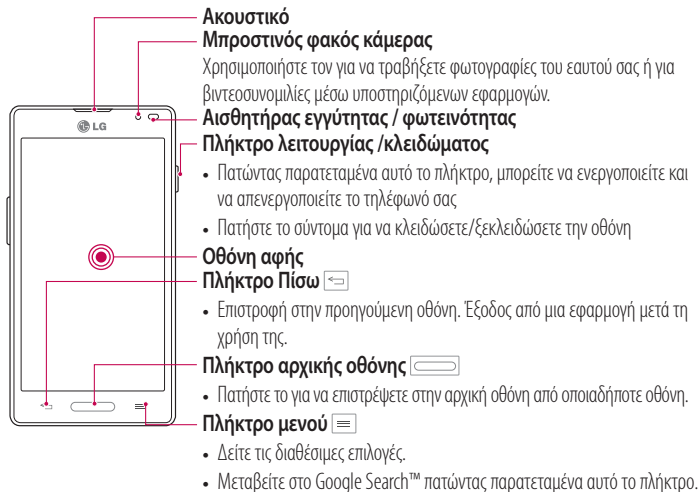 Ακουστικό
Μπροστινός φακός κάμερας
Χρησιμοποιήστε τον για να τραβήξετε φωτογραφίες του εαυτού σας ή για
βιντεοσυνομιλίες μέσω υποστηριζόμενων εφαρμογών.
Αισθητήρας εγγύτητας / φωτεινότητας
LG
Πλήκτρο λειτουργίας /κλειδώματος
• Πατώντας παρατεταμένα αυτό το πλήκτρο, μπορείτε να ενεργοποιείτε και
να απενεργοποιείτε το τηλέφωνό σας
• Πατήστε το σύντομα για να κλειδώσετε/ξεκλειδώσετε την οθόνη
Οθόνη αφής
Πλήκτρο Πίσω
• Επιστροφή στην προηγούμενη οθόνη. Έξοδος από μια εφαρμογή μετά τη
χρήση της.
Πλήκτρο αρχικής οθόνης
• Πατήστε το για να επιστρέψετε στην αρχική οθόνη από οποιαδήποτε οθόνη.
Πλήκτρο μενού
• Δείτε τις διαθέσιμες επιλογές.
• Μεταβείτε στο Google Search™ πατώντας παρατεταμένα αυτό το πλήκτρο.